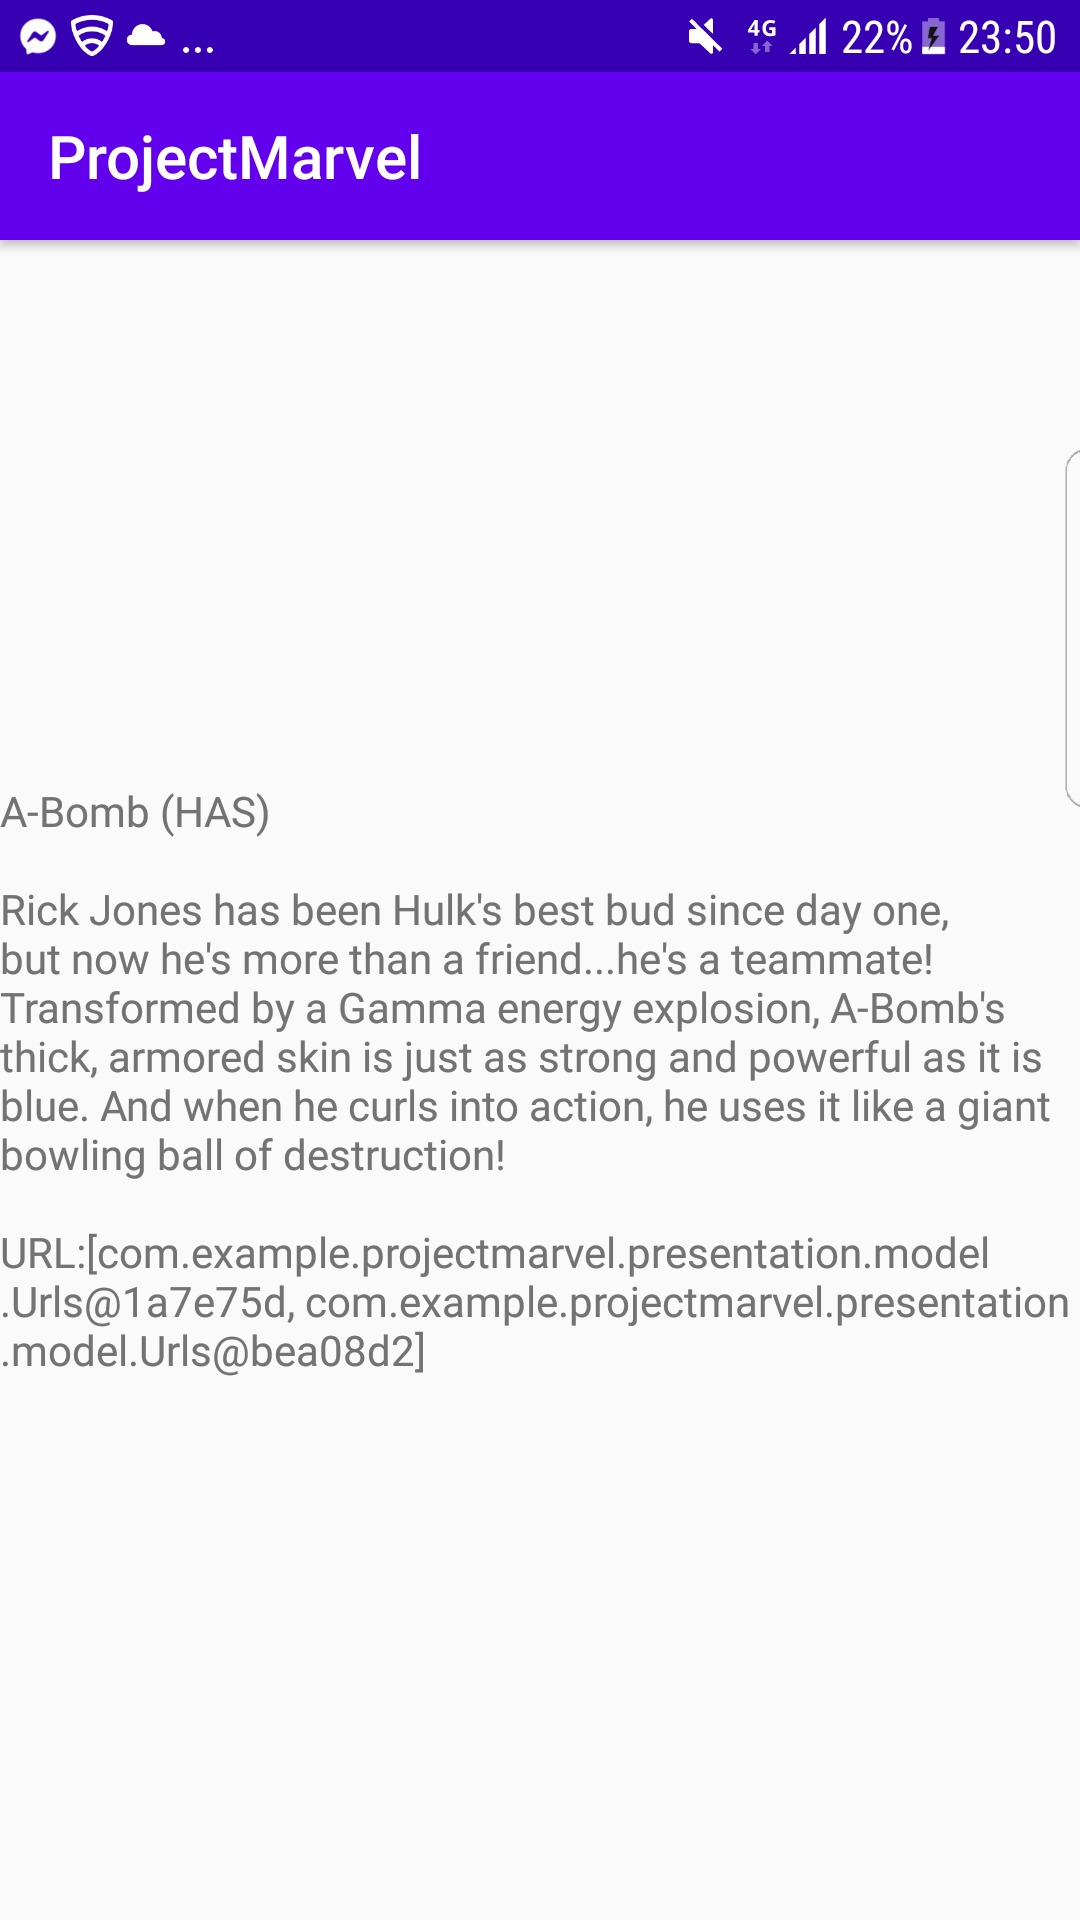 ... 4G 22% 23:50
ProjectMarvel
A-Bomb (HAS)
Rick Jones has been Hulk's best bud since day one,
but now he's more than a friend...he's a teammate!
Transformed by a Gamma energy explosion, A-Bomb's
thick, armored skin is just as strong and powerful as it is
blue. And when he curls into action, he uses it like a giant
bowling ball of destruction!
URL:[com.example.projectmarvel.presentation.model
.Urls@1a7e75d, com.example.projectmarvel.presentation
.model.Urls@bea08d2]